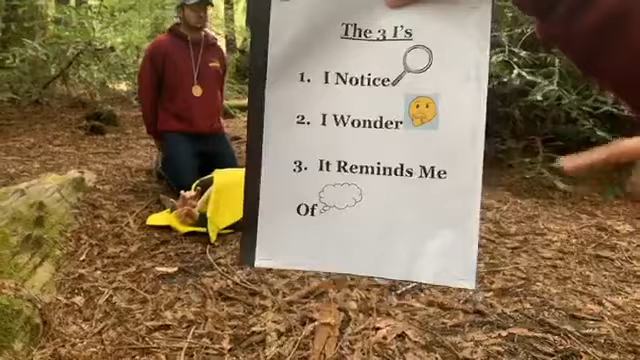 The 3 I's
1. I Notice
2. I Wonder
3. It Reminds Me
Of